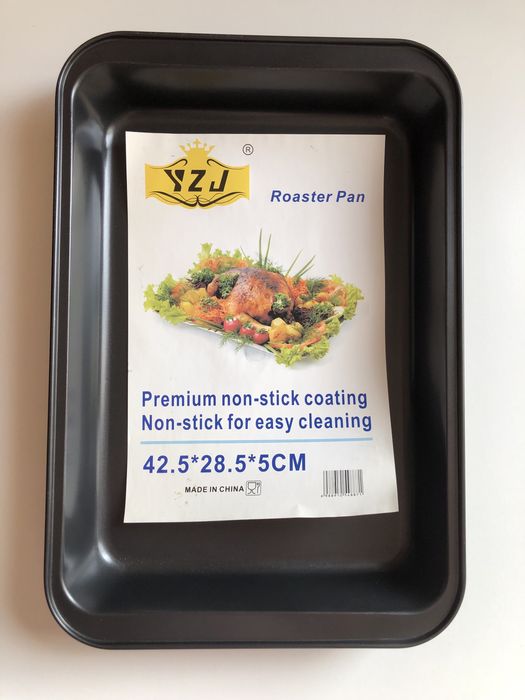 YZJ ®
Roaster Pan
Premium non-stick coating
Non-stick for easy cleaning
42.5*28.5*5CM
MADE IN CHINA